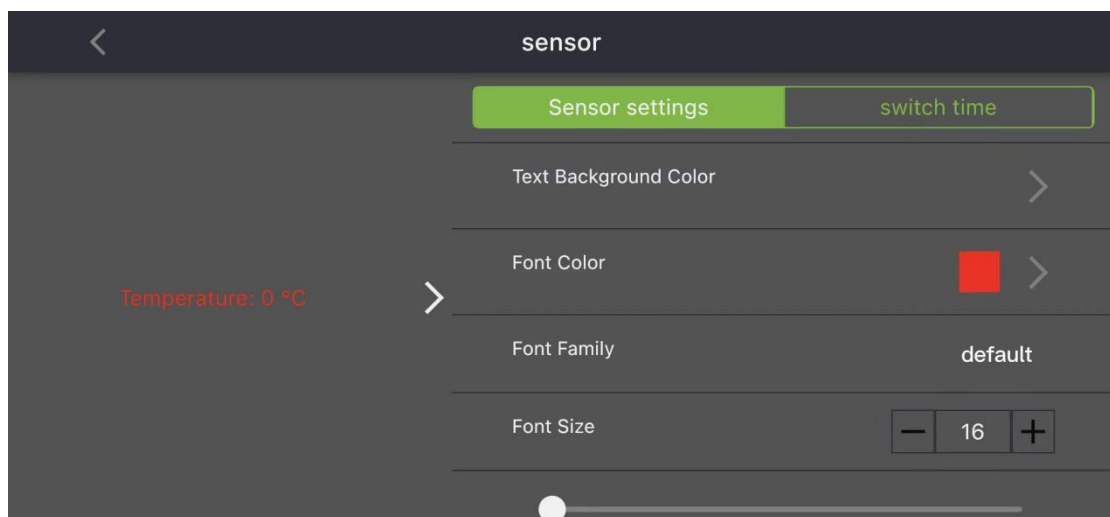 sensor
Sensor settings
switch time
Text Background Color
Font Color
Temperature: 0 °C
Font Family
default
Font Size
16